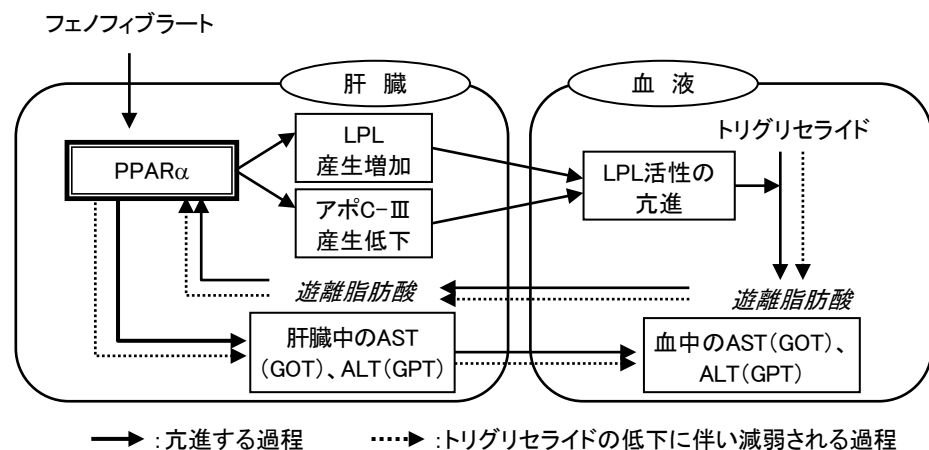 フェノフィブラート
肝 臓
血 液
PPARα
LPL
産生増加
アポC-Ⅲ
産生低下
LPL活性の
亢進
トリグリセライド
遊離脂肪酸
遊離脂肪酸
肝臓中のAST
(GOT)、ALT(GPT)
血中のAST(GOT)、
ALT(GPT)
:亢進する過程
:トリグリセライドの低下に伴い減弱される過程